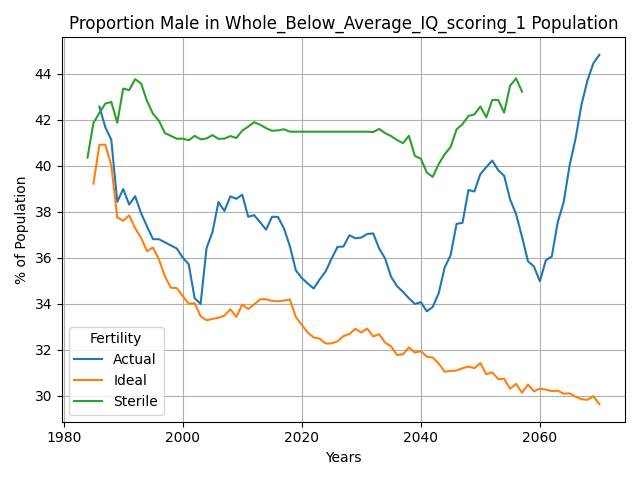 Proportion Male in Whole_Below_Average_IQ_scoring_1 Population
% of Population
44
42
40
38
36
34
32
30
Fertility
Actual
Ideal
Sterile
1980 2000 2020 2040 2060
Years